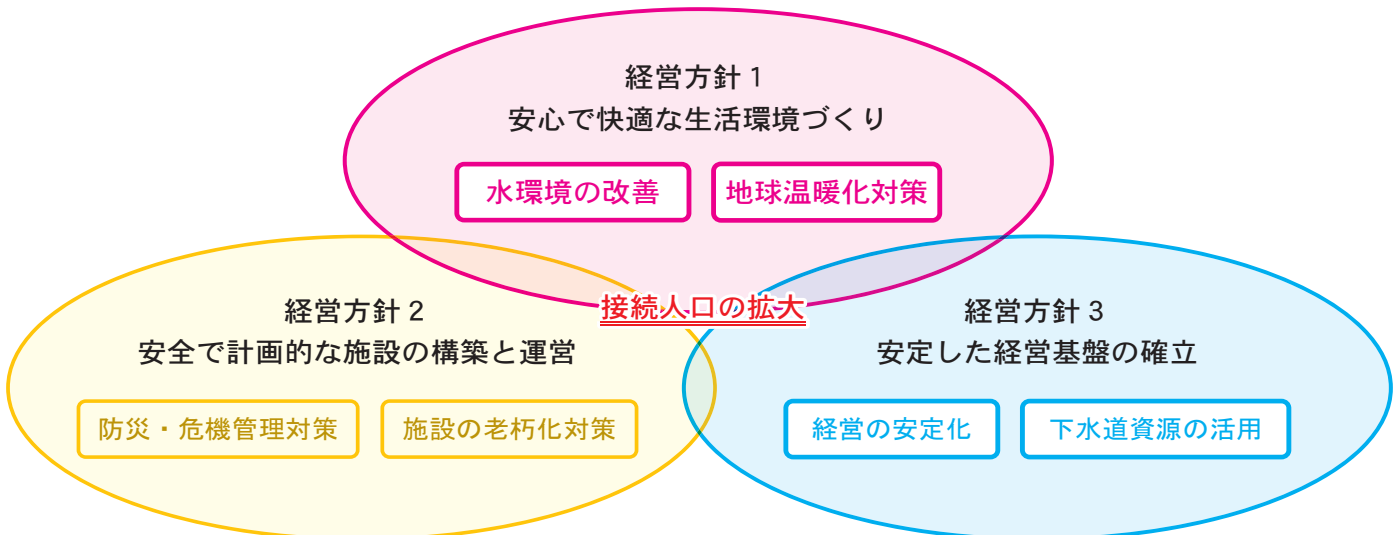 経営方針 1
安心で快適な生活環境づくり
水環境の改善
地球温暖化対策
接続人口の拡大
経営方針 2
安全で計画的な施設の構築と運営
防災・危機管理対策
施設の老朽化対策
経営方針 3
安定した経営基盤の確立
経営の安定化
下水道資源の活用